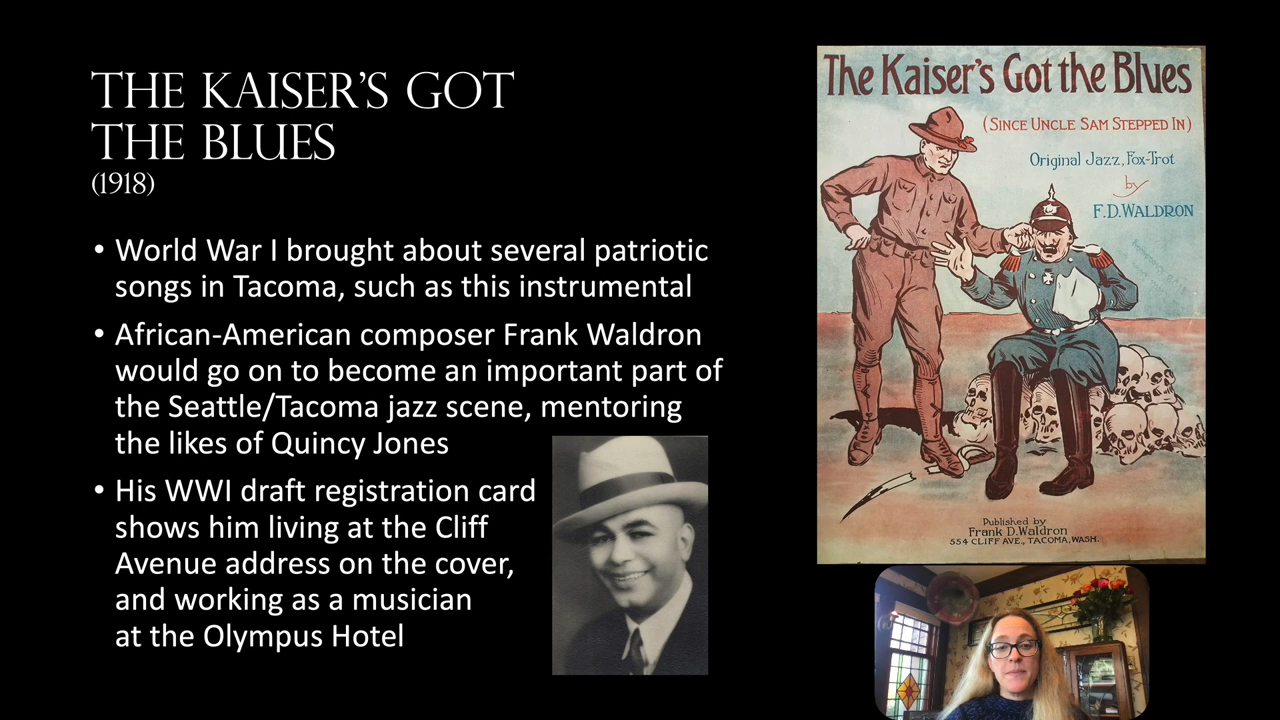 THE KAISER'S GOT
THE BLUES
(1918)
• World War I brought about several patriotic
songs in Tacoma, such as this instrumental
• African-American composer Frank Waldron
would go on to become an important part of
the Seattle/Tacoma jazz scene, mentoring
the likes of Quincy Jones
• His WWI draft registration card
shows him living at the Cliff
Avenue address on the cover,
and working as a musician
at the Olympus Hotel
The Kaiser's Got the Blues
(SINCE UNCLE SAM STEPPED IN)
Original Jazz, Fox-Trot
by
F.D. WALDRON
Published by
Frank D. Waldron
554 CLIFF AVE., TACOMA, WASH.